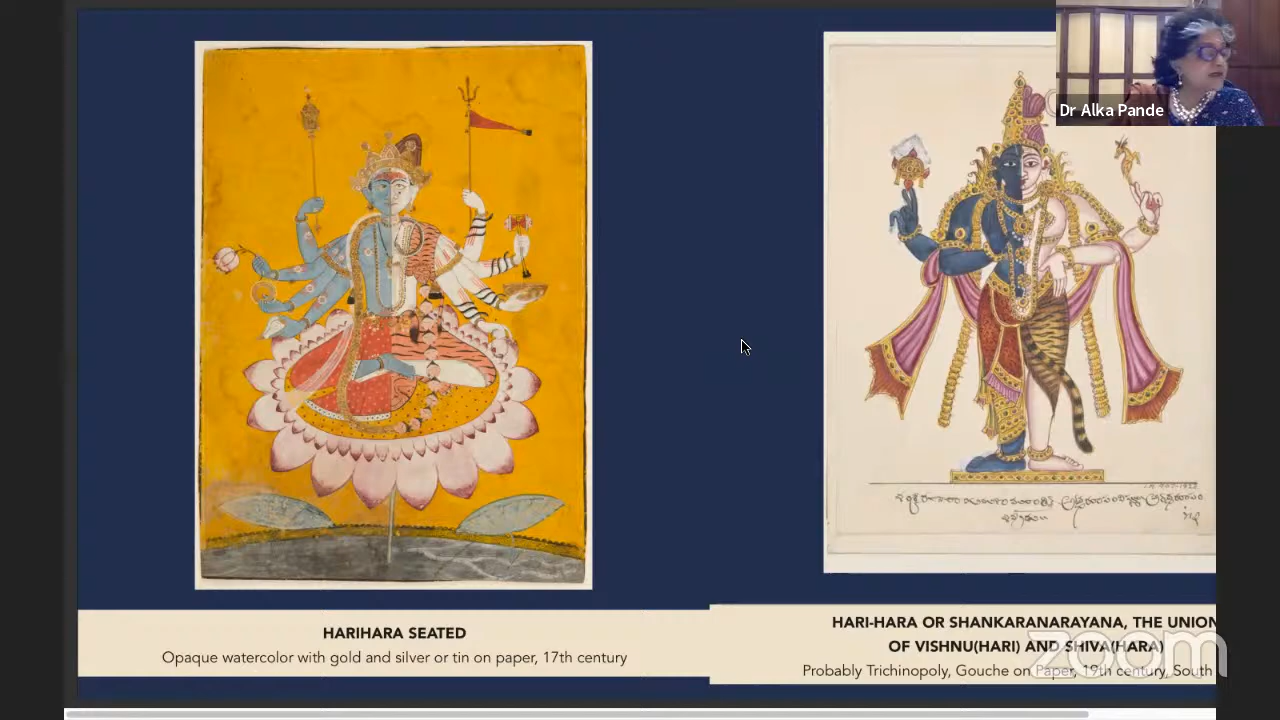 Dr Alka Pande
HARIHARA SEATED
Opaque watercolor with gold and silver or tin on paper, 17th century
HARI-HARA OR SHANKARANARAYANA, THE UNION
OF VISHNU(HARI) AND SHIVA(HARA)
Probably Trichinopoly, Gouche on Paper, 19th century, South
zoom